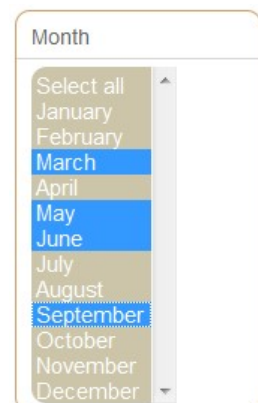 Month
Select all
January
February
March
April
May
June
July
August
September
October
November
December